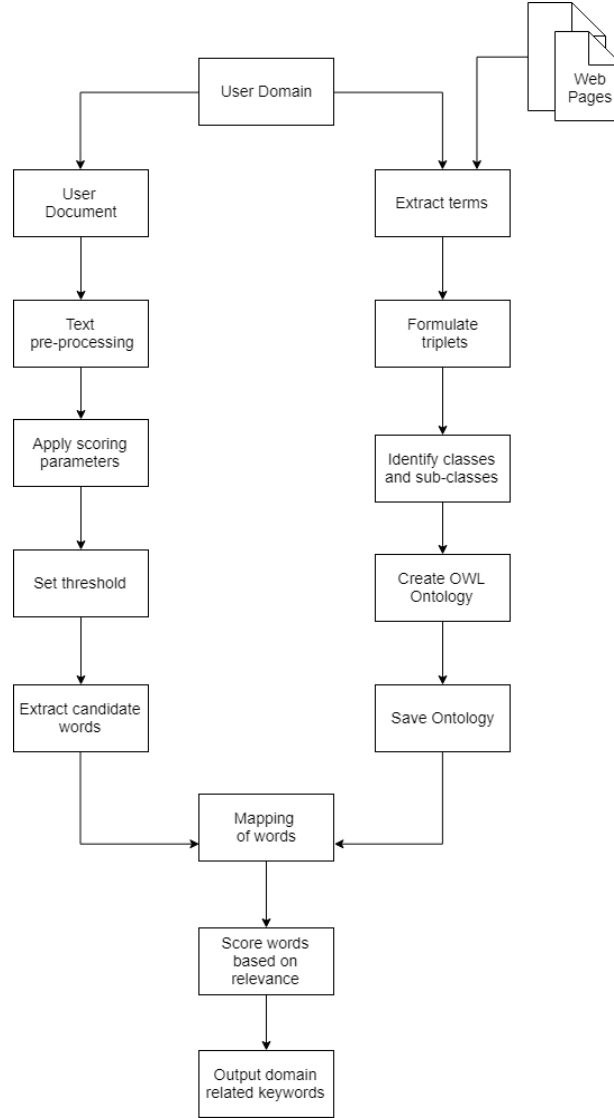 Web
Pages
User Domain
User
Document
Extract terms
Text
pre-processing
Formulate
triplets
Apply scoring
parameters
Identify classes
and sub-classes
Set threshold
Create OWL
Ontology
Extract candidate
words
Save Ontology
Mapping
of words
Score words
based on
relevance
Output domain
related keywords